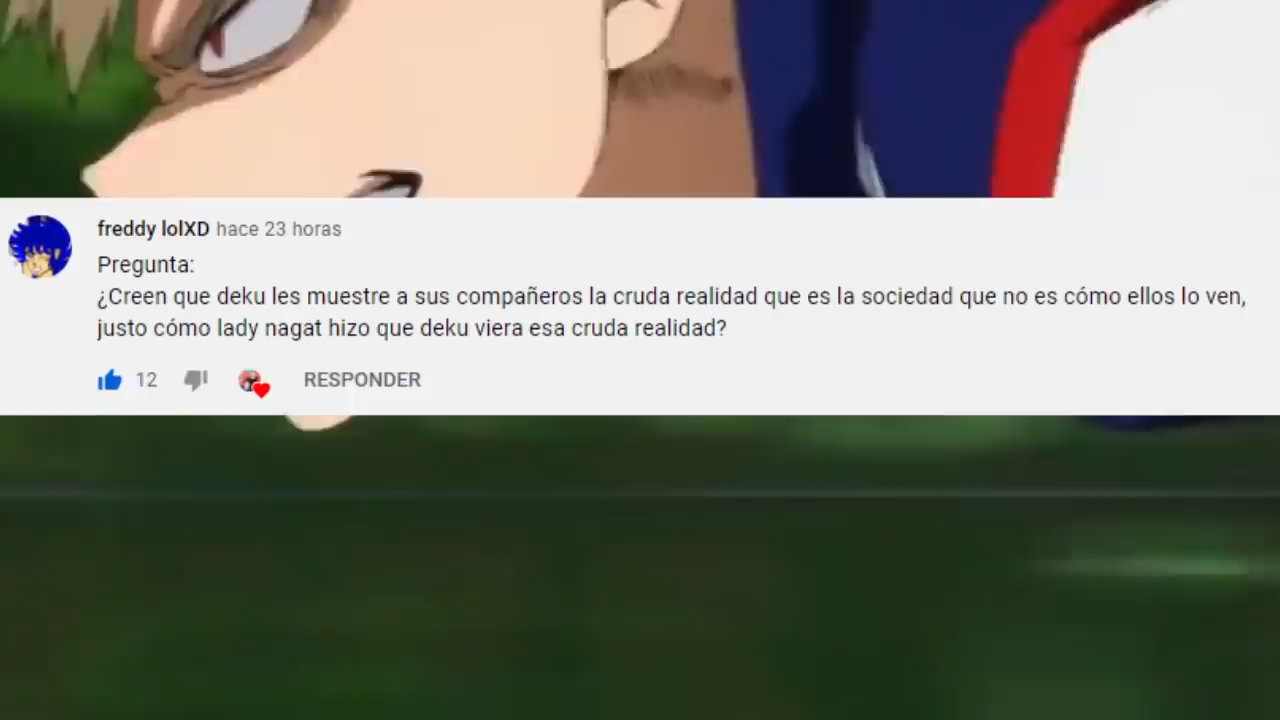 freddy lolXD hace 23 horas
Pregunta:
¿Creen que deku les muestre a sus compañeros la cruda realidad que es la sociedad que no es cómo ellos lo ven,
justo cómo lady nagat hizo que deku viera esa cruda realidad?
12 RESPONDER